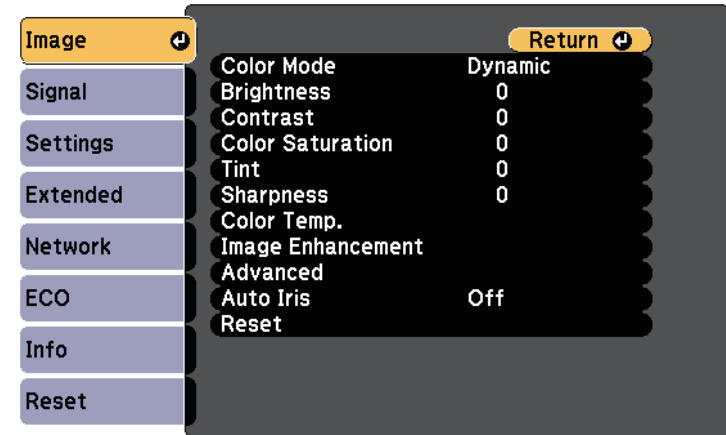 Image
Signal
Settings
Extended
Network
ECO
Info
Reset
Return
Color Mode Dynamic
Brightness 0
Contrast 0
Color Saturation 0
Tint 0
Sharpness 0
Color Temp.
Image Enhancement
Advanced
Auto Iris Off
Reset